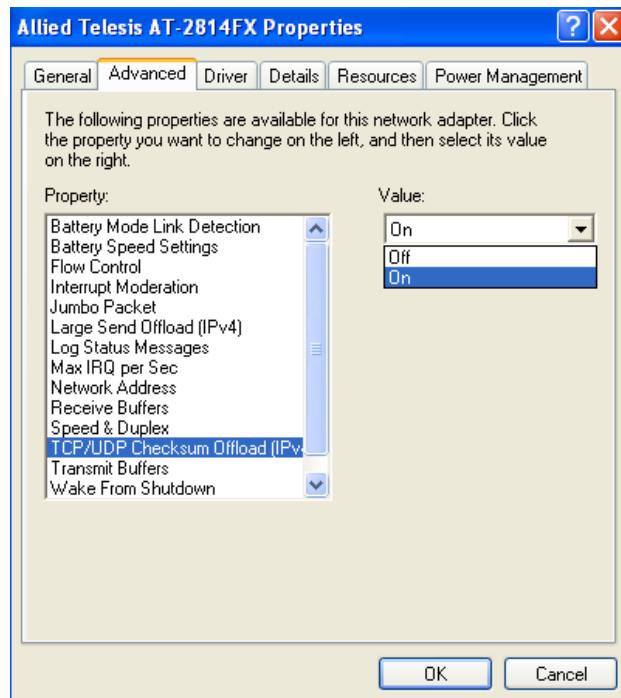 Allied Telesis AT-2814FX Properties
General Advanced Driver Details Resources Power Management
The following properties are available for this network adapter. Click
the property you want to change on the left, and then select its value
on the right.
Property:
Value:
Battery Mode Link Detection
Battery Speed Settings
Flow Control
Interrupt Moderation
Jumbo Packet
Large Send Offload (IPv4)
Log Status Messages
Max IRQ per Sec
Network Address
Receive Buffers
Speed & Duplex
TCP/UDP Checksum Offload (IPv
Transmit Buffers
Wake From Shutdown
On
Off
On
OK
Cancel